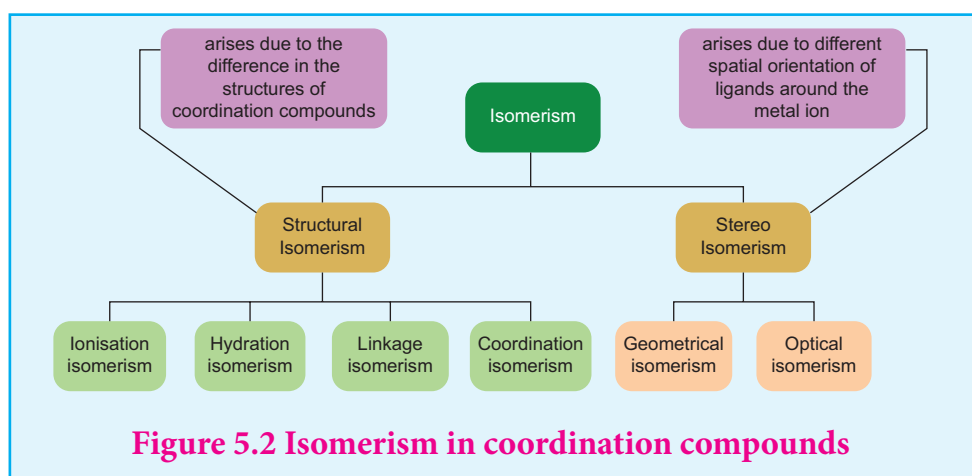 arises due to the
difference in the
structures of
coordination compounds
arises due to different
spatial orientation of
ligands around the
metal ion
Isomerism
Structural
Isomerism
Stereo
Isomerism
Ionisation
isomerism
Hydration
isomerism
Linkage
isomerism
Coordination
isomerism
Geometrical
isomerism
Optical
isomerism
Figure 5.2 Isomerism in coordination compounds